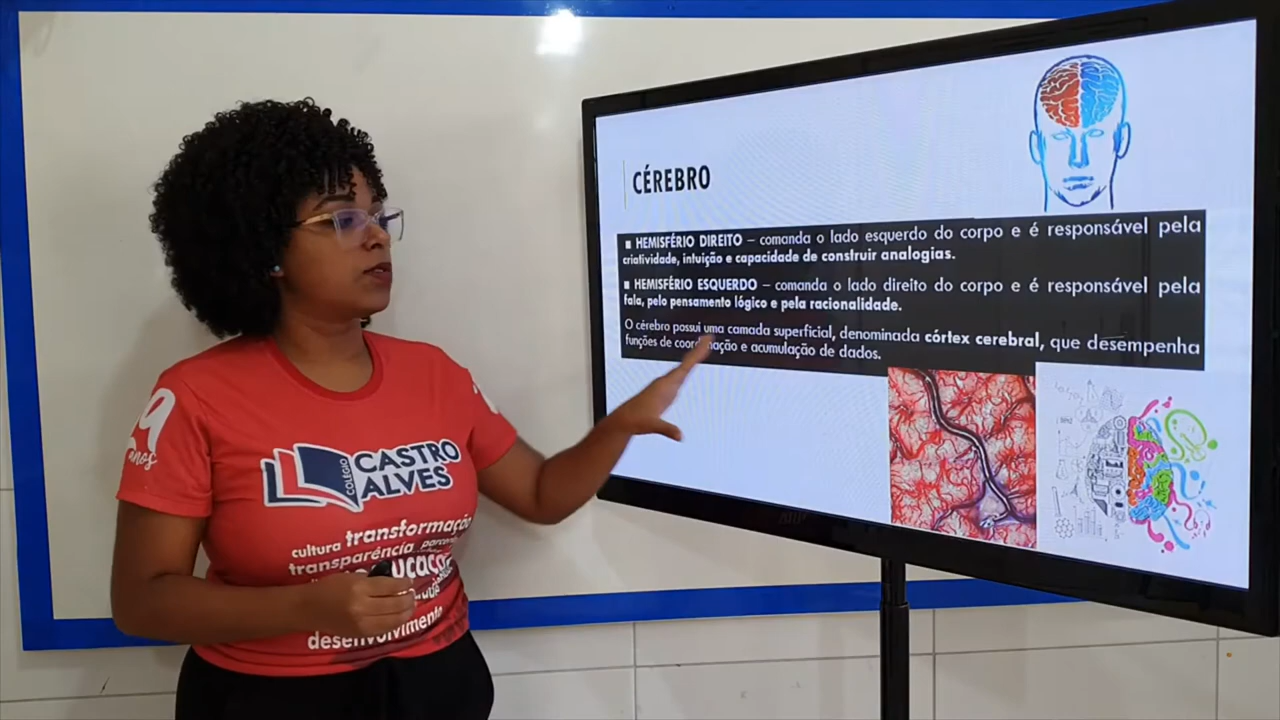 CÉREBRO
▪ HEMISFÉRIO DIREITO – comanda o lado esquerdo do corpo e é responsável pela
criatividade, intuição e capacidade de construir analogias.
▪ HEMISFÉRIO ESQUERDO – comanda o lado direito do corpo e é responsável pela
fala, pelo pensamento lógico e pela racionalidade.
O cérebro possui uma camada superficial, denominada córtex cerebral, que desempenha
funções de coordenação e acumulação de dados.
anos
COLÉGIO
CASTRO
ALVES
cultura transformação
transparência
desenvolvimento